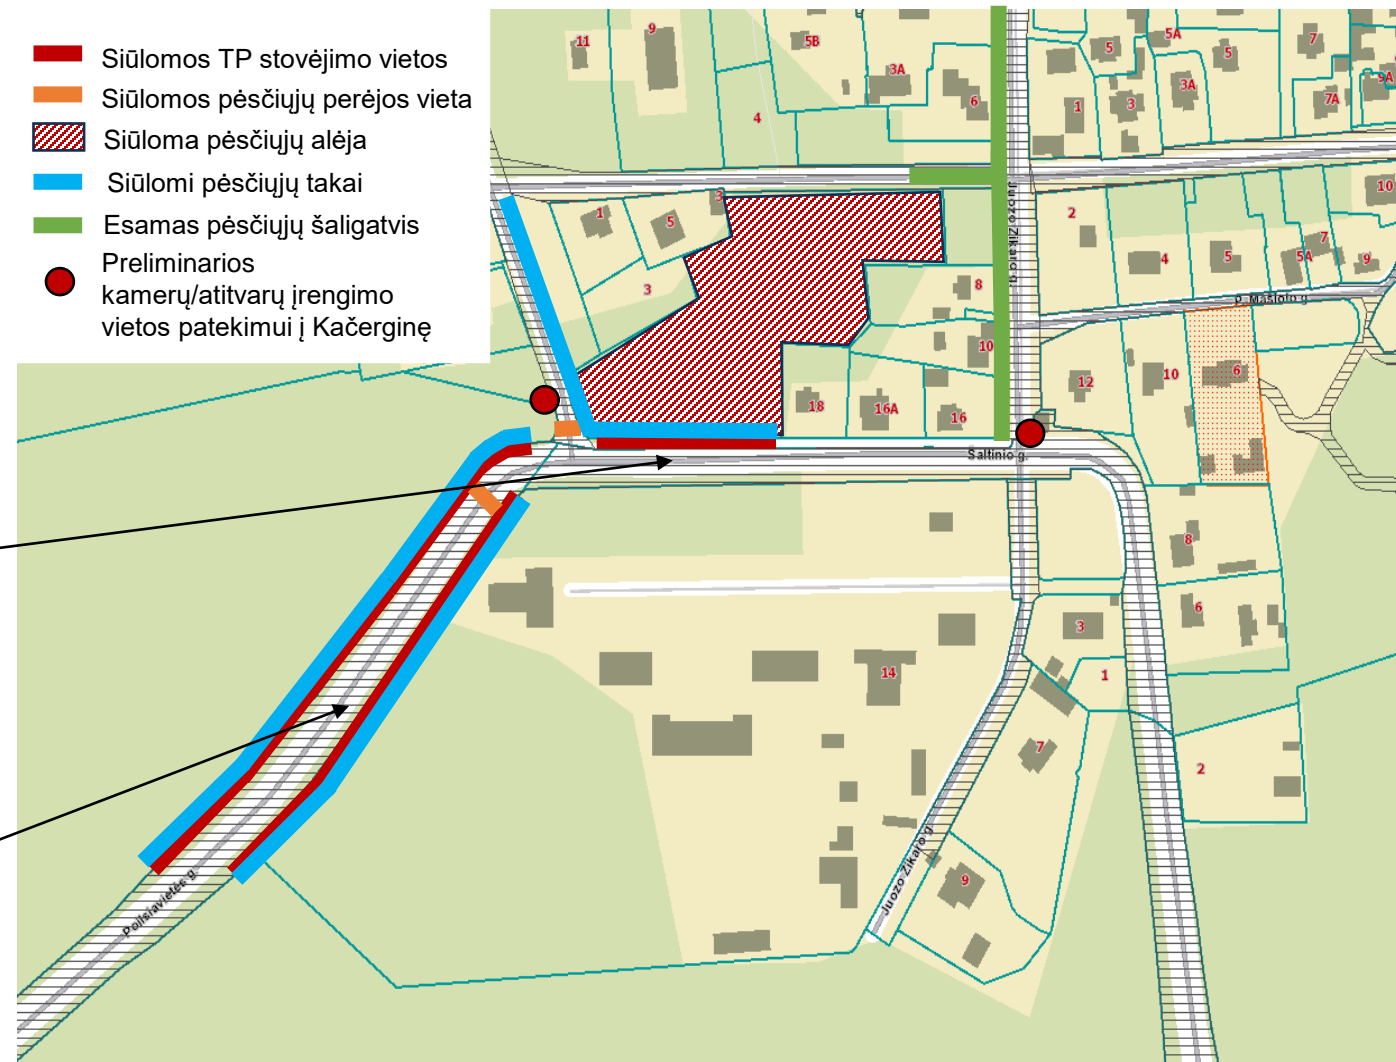 Siūlomos TP stovėjimo vietos
Siūlomos pėsčiųjų perėjos vieta
Siūloma pėsčiųjų alėja
Siūlomi pėsčiųjų takai
Esamas pėsčiųjų šaligatvis
Preliminarios
kamerų/atitvarų įrengimo
vietos patekimui į Kačerginę
11
9
5B
3A
6
4
5
5A
5
7
3A
1
3
7A
9A
10
1
5
3
3
2
4
5
5A
7
9
8
10
18
16A
16
12
10
6
Juozo Zikaro g.
P. Mašioto g.
Šaltinio g.
8
6
3
1
14
7
2
9
Juozo Zikaro g.
Poilsiavietės g.